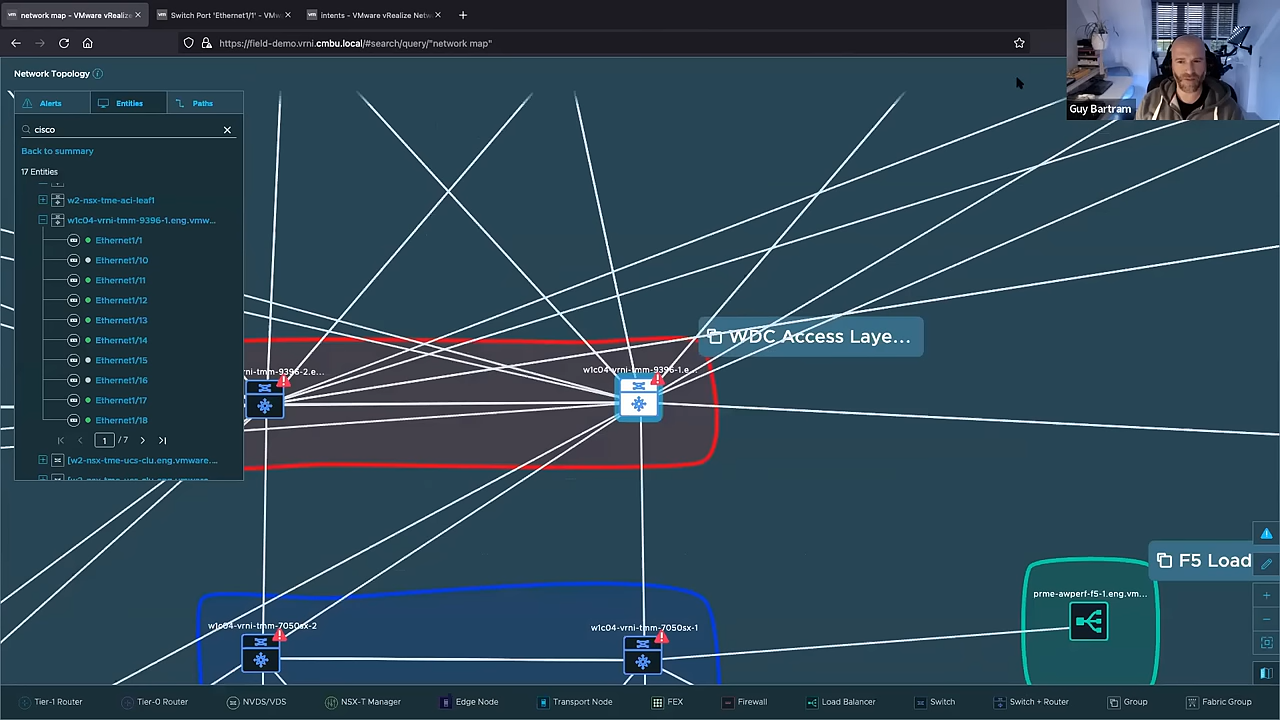 network map - VMware vRealize
Switch Port 'Ethernet1/1' - VMw
intents - VMware vRealize Netw
https://field-demo.vrni.cmbu.local/#search/query/"network map"
Guy Bartram
Network Topology
Alerts
Entities
Paths
cisco
Back to summary
17 Entities
w2-nsx-tme-aci-leaf1
w1c04-vrni-tmm-9396-1.eng.vmw...
Ethernet1/1
Ethernet1/10
Ethernet1/11
Ethernet1/12
Ethernet1/13
Ethernet1/14
Ethernet1/15
Ethernet1/16
Ethernet1/17
Ethernet1/18
1 / 7
[w2-nsx-tme-ucs-clu.eng.vmware....
WDC Access Laye...
rni-tmm-9396-2.e...
w1c04-vrni-tmm-9396-1.e...
F5 Load
prme-awperf-f5-1.eng.vm...
w1c04-vrni-tmm-7050sx-2
w1c04-vrni-tmm-7050sx-1
Tier-1 Router
Tier-0 Router
NVDS/VDS
NSX-T Manager
Edge Node
Transport Node
FEX
Firewall
Load Balancer
Switch
Switch + Router
Group
Fabric Group